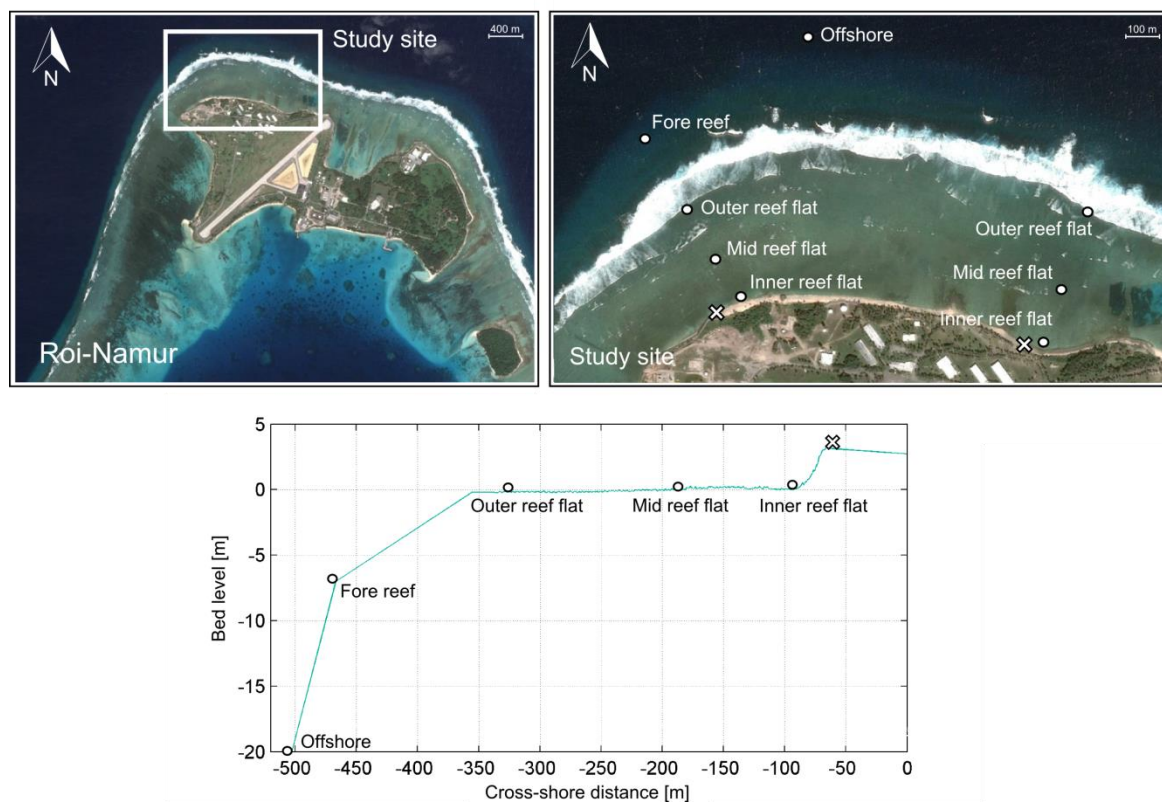 Study site
400 m
N
Roi-Namur
Offshore
100 m
N
Fore reef
Outer reef flat
Outer reef flat
Mid reef flat
Mid reef flat
Inner reef flat
Inner reef flat
Study site
5
0
-5
-10
-15
-20
Bed level [m]
Outer reef flat
Mid reef flat
Inner reef flat
Fore reef
Offshore
-500 -450 -400 -350 -300 -250 -200 -150 -100 -50 0
Cross-shore distance [m]